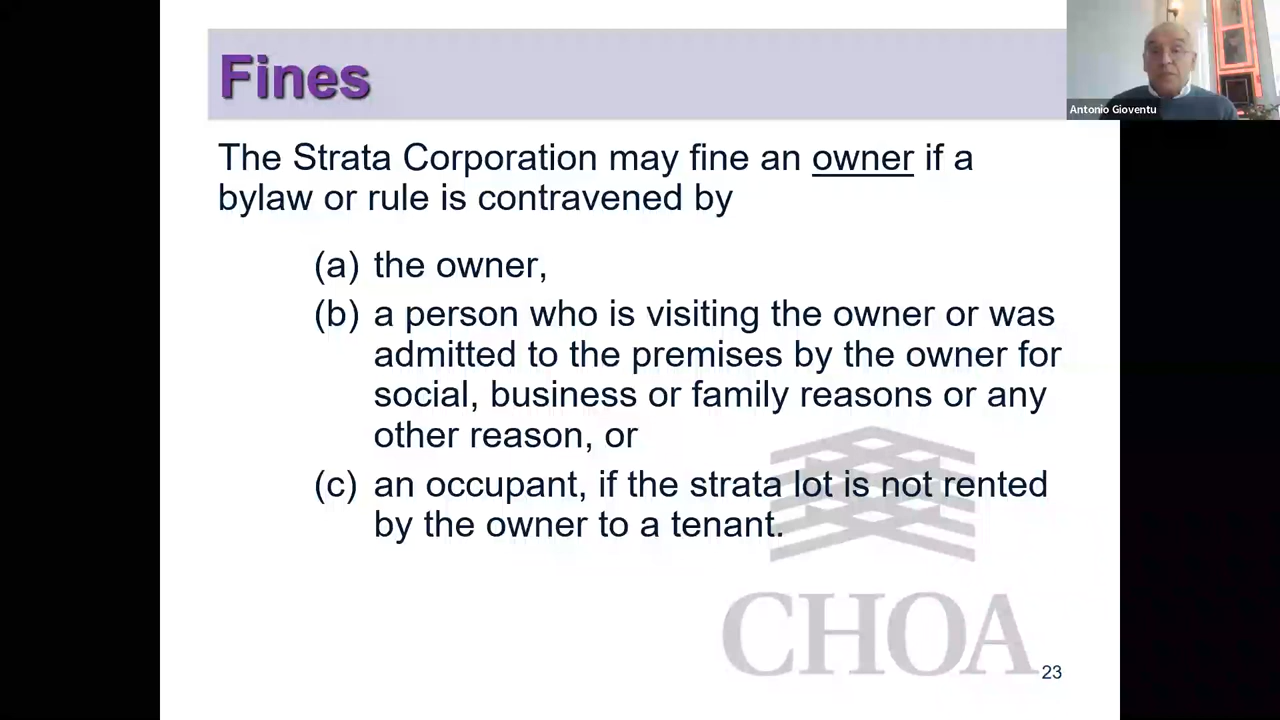 Fines
Antonio Gioventu
The Strata Corporation may fine an owner if a
bylaw or rule is contravened by
(a) the owner,
(b) a person who is visiting the owner or was
admitted to the premises by the owner for
social, business or family reasons or any
other reason, or
(c) an occupant, if the strata lot is not rented
by the owner to a tenant.
CHOA
23